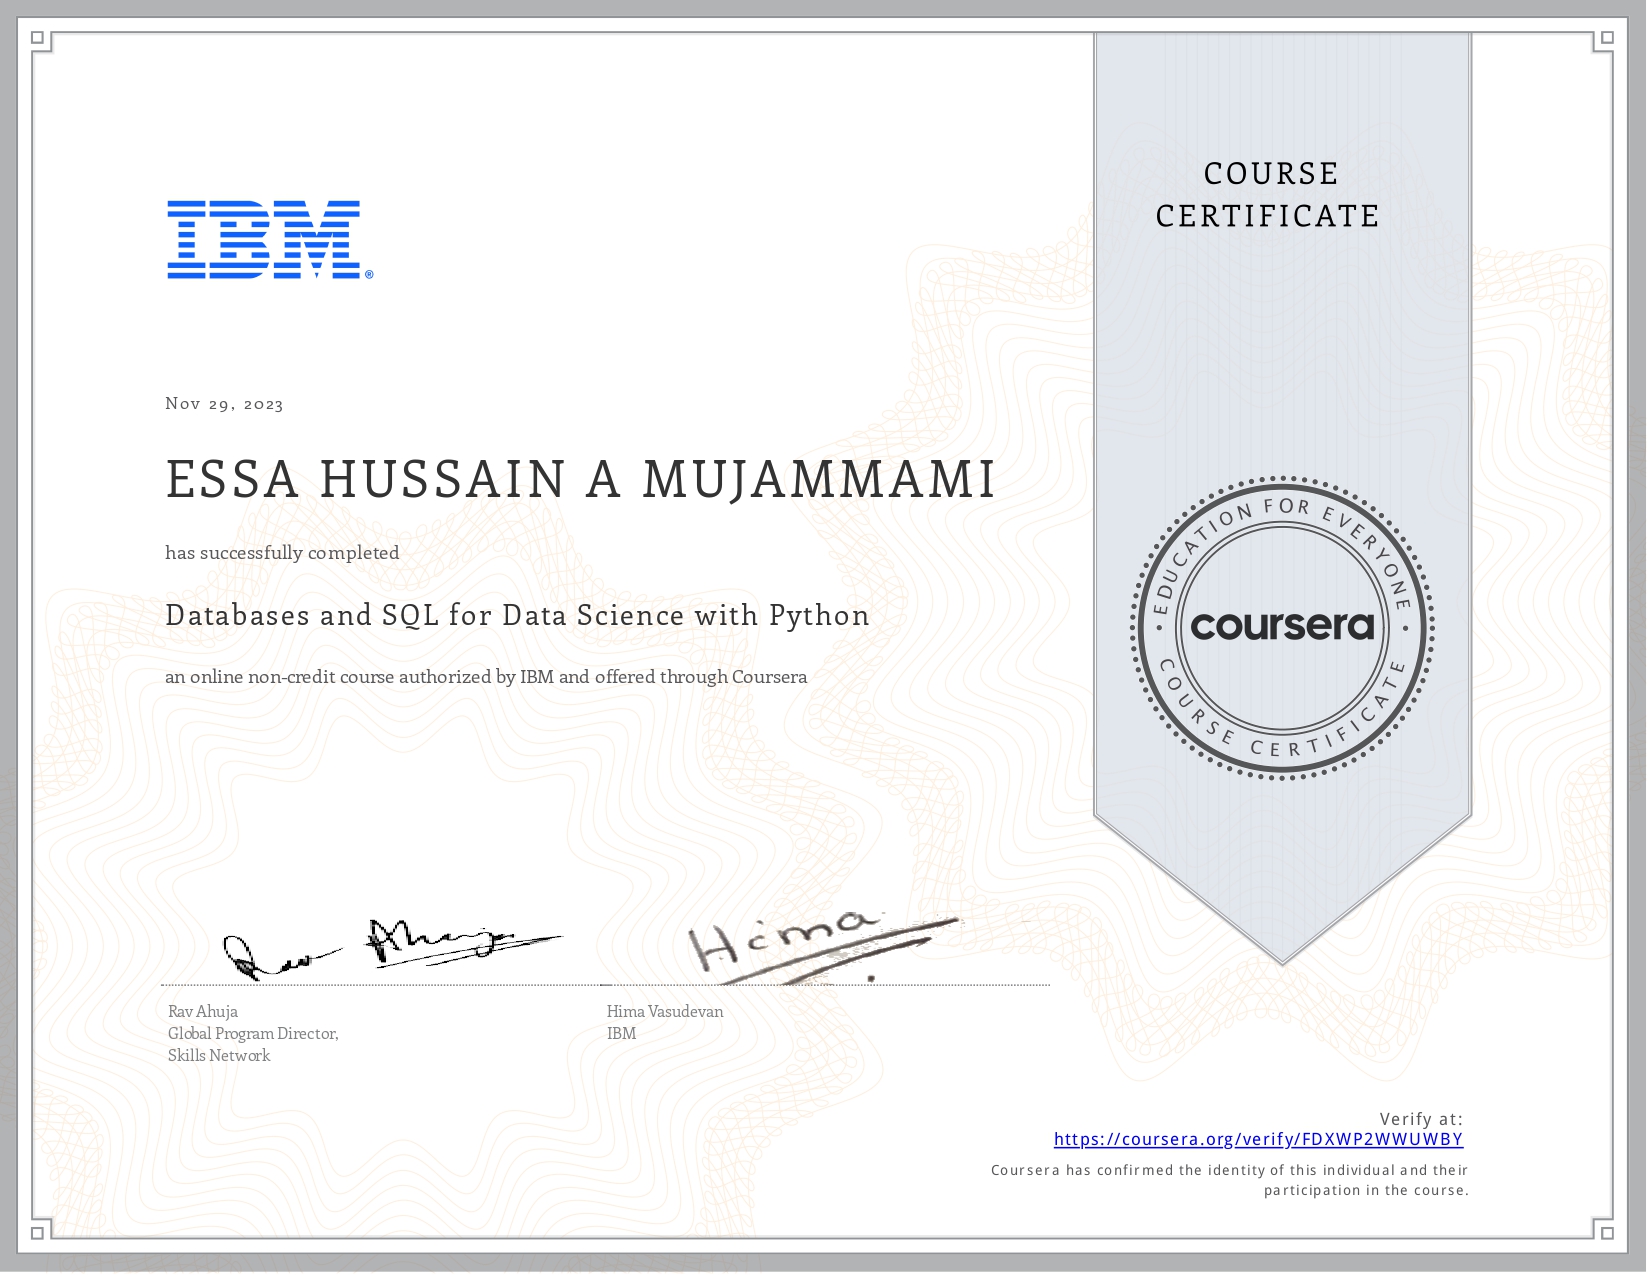 IBM®
COURSE
CERTIFICATE
Nov 29, 2023
ESSA HUSSAIN A MUJAMMAMI
has successfully completed
Databases and SQL for Data Science with Python
an online non-credit course authorized by IBM and offered through Coursera
• EDUCATION FOR EVERYONE •
coursera
COURSE CERTIFICATE
Hima
Rav Ahuja
Global Program Director,
Skills Network
Hima Vasudevan
IBM
Verify at:
https://coursera.org/verify/FDXWP2WWUWBY
Coursera has confirmed the identity of this individual and their
participation in the course.